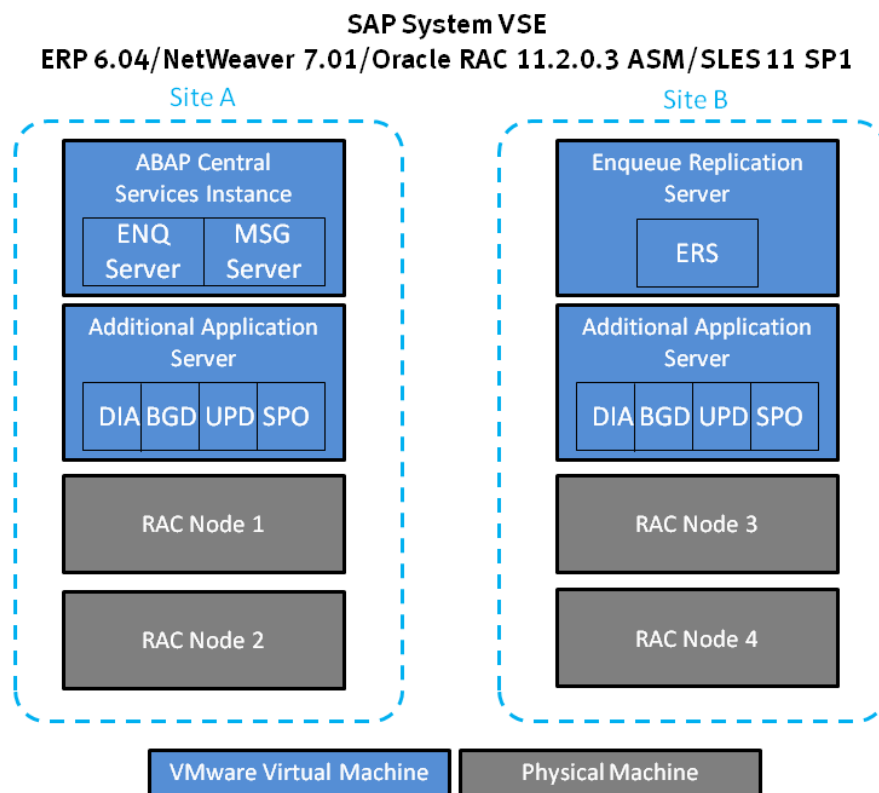 SAP System VSE
ERP 6.04/NetWeaver 7.01/Oracle RAC 11.2.0.3 ASM/SLES 11 SP1
Site A
ABAP Central
Services Instance
ENQ
Server
MSG
Server
Additional Application
Server
DIA BGD UPD SPO
RAC Node 1
RAC Node 2
Site B
Enqueue Replication
Server
ERS
Additional Application
Server
DIA BGD UPD SPO
RAC Node 3
RAC Node 4
VMware Virtual Machine
Physical Machine